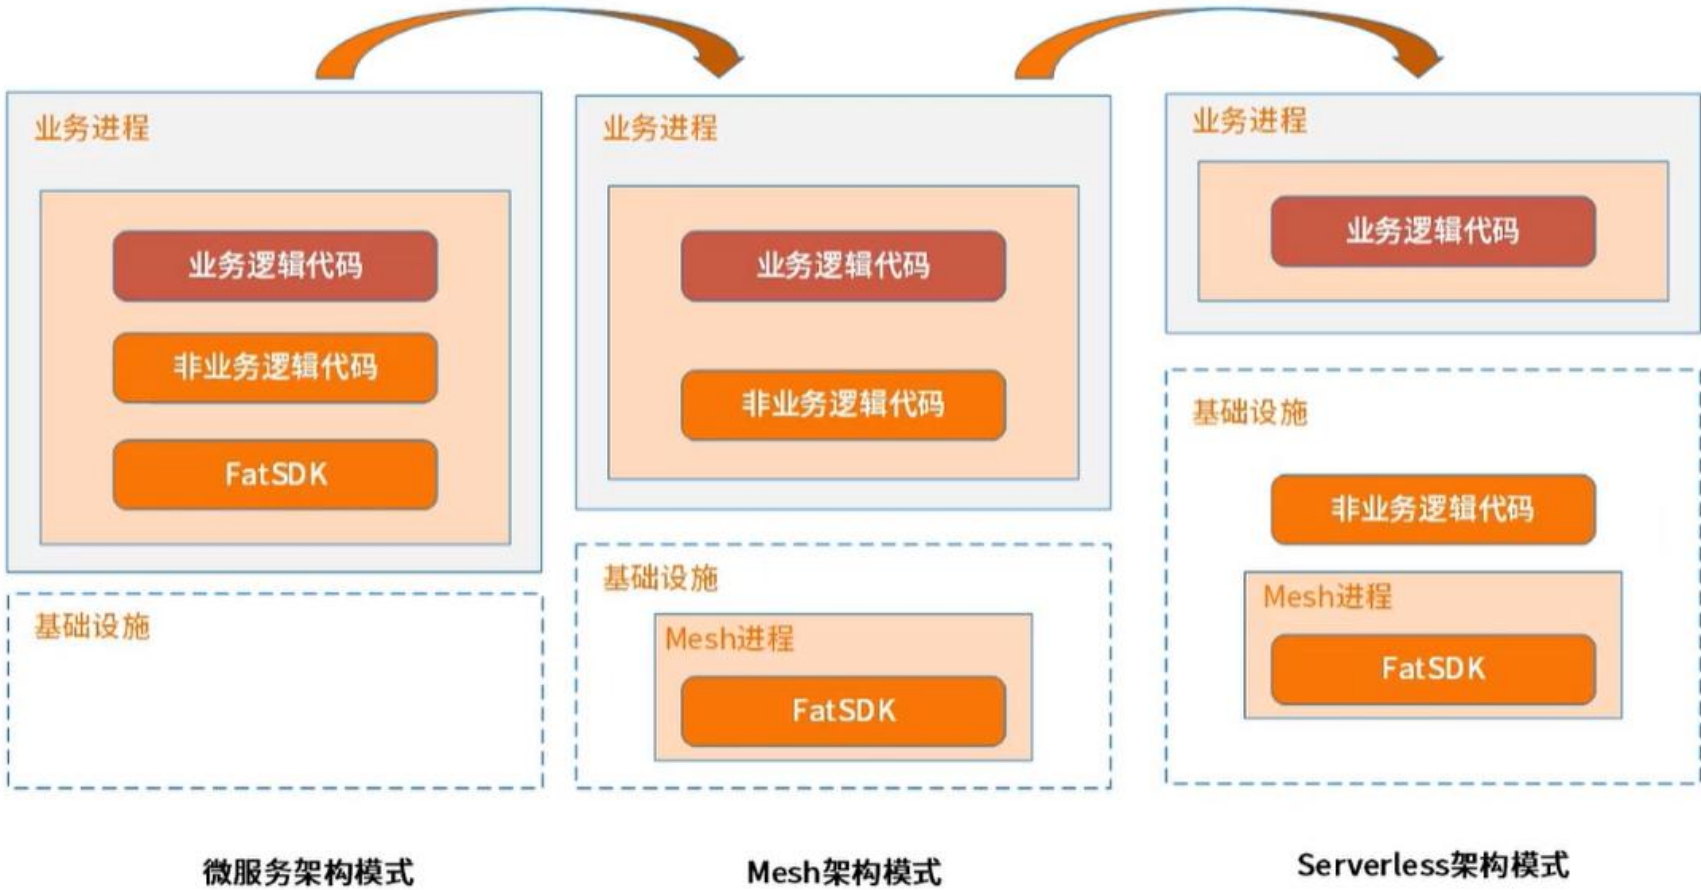 业务进程
业务逻辑代码
非业务逻辑代码
FatSDK
基础设施
微服务架构模式
业务进程
业务逻辑代码
非业务逻辑代码
基础设施
Mesh进程
FatSDK
Mesh架构模式
业务进程
业务逻辑代码
基础设施
非业务逻辑代码
Mesh进程
FatSDK
Serverless架构模式